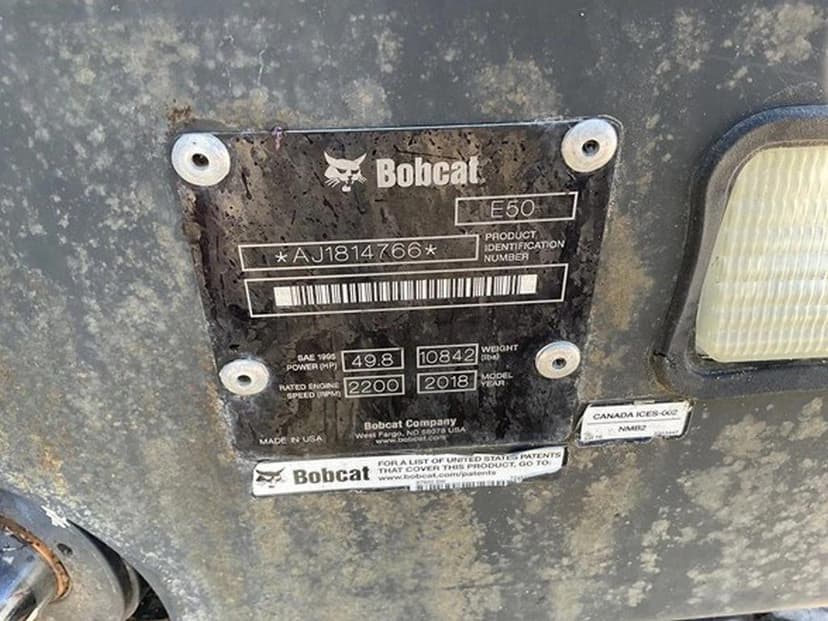 Bobcat
E50
*AJ1814766*
PRODUCT
IDENTIFICATION
NUMBER
SAE 1995
POWER (HP)
49.8
10842
WEIGHT
(lbs)
RATED ENGINE
SPEED (RPM)
2200
2018
MODEL
YEAR
Bobcat Company
West Fargo, ND 58078 USA
www.bobcat.com
MADE IN USA
CANADA ICES-002
NMB2
Bobcat
FOR A LIST OF UNITED STATES PATENTS
THAT COVER THIS PRODUCT, GO TO:
www.bobcat.com/patents